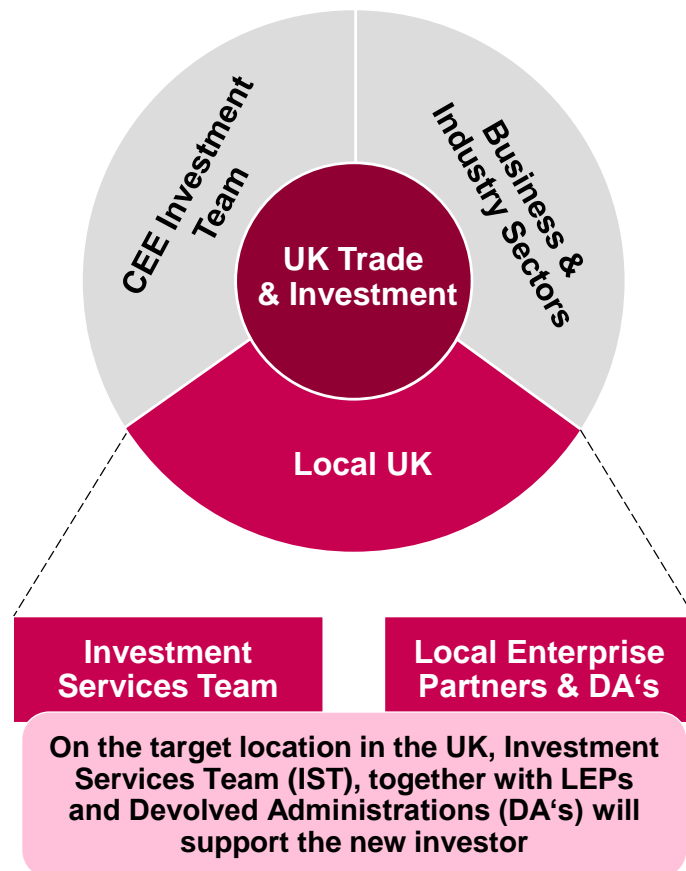 CEE Investment
Team
Business &
Industry Sectors
UK Trade
& Investment
Local UK
Investment
Services Team
Local Enterprise
Partners & DA‘s
On the target location in the UK, Investment
Services Team (IST), together with LEPs
and Devolved Administrations (DA‘s) will
support the new investor